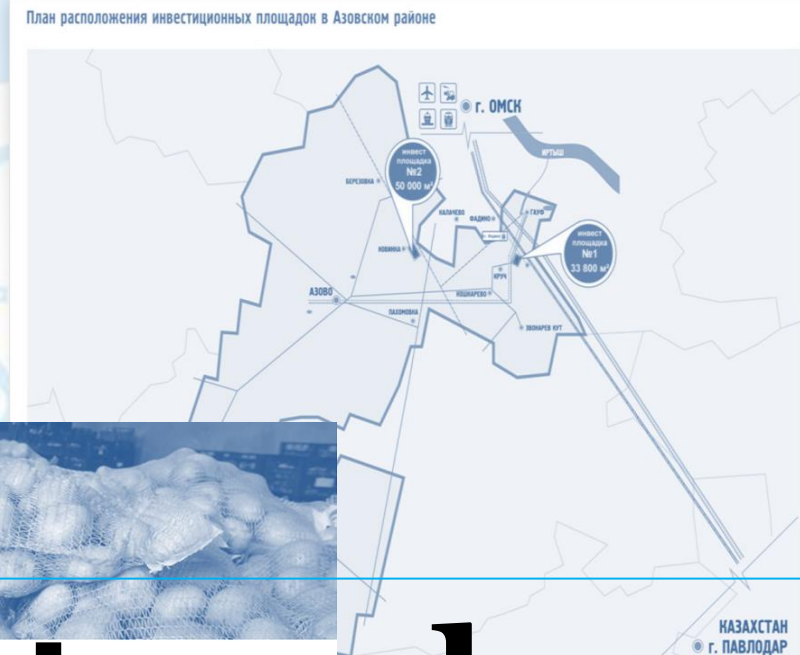 План расположения инвестиционных площадок в Азовском районе
г. ОМСК
ИРТЫШ
ИНВЕСТ
ПЛОЩАДКА
№2
50 000 м²
БЕРЕЗОВКА
КАЛАЧЕВО
ФАДИНО
ГАУФ
НОВИНКА
ИНВЕСТ
ПЛОЩАДКА
№1
33 800 м²
КРУЧ
АЗОВО
КОШКАРЕВО
ПАХОМОВКА
ЗВОНАРЕВ КУТ
КАЗАХСТАН
г. ПАВЛОДАР